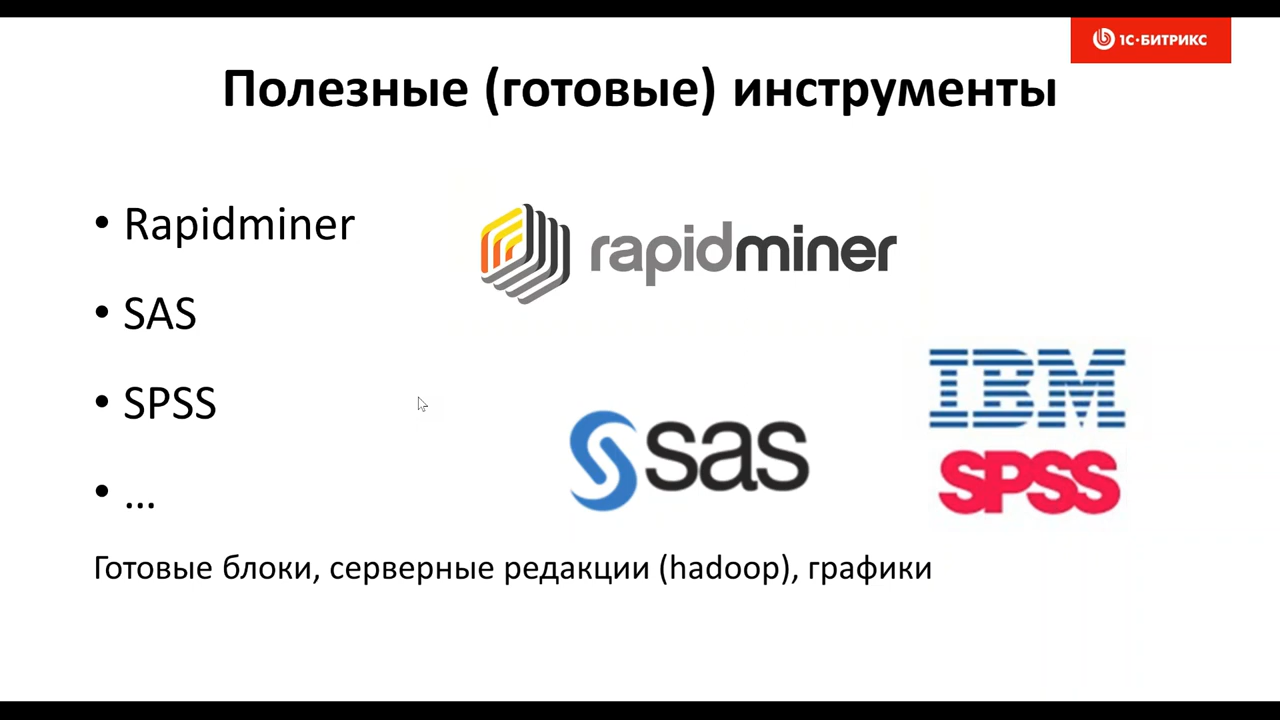 1С·БИТРИКС
Полезные (готовые) инструменты
• Rapidminer
rapidminer
• SAS
IBM
• SPSS
sas
SPSS
• ...
Готовые блоки, серверные редакции (hadoop), графики